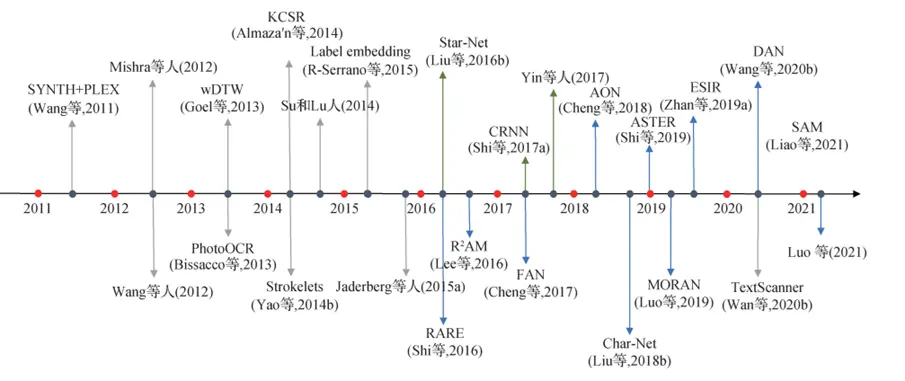 KCSR
(Almaza'n等,2014)
Mishra等人(2012)
Label embedding
(R-Serrano等,2015)
Star-Net
(Liu等,2016b)
DAN
(Wang等,2020b)
SYNTH+PLEX
(Wang等,2011)
wDTW
(Goel等,2013)
Su和Lu人(2014)
Yin等人(2017)
AON
(Cheng等,2018)
ESIR
(Zhan等,2019a)
CRNN
(Shi等,2017a)
ASTER
(Shi等,2019)
SAM
(Liao等,2021)
2011 2012 2013 2014 2015 2016 2017 2018 2019 2020 2021
PhotoOCR
(Bissacco等,2013)
R²AM
(Lee等,2016)
Luo 等(2021)
Wang等人(2012)
Strokelets
(Yao等,2014b)
Jaderberg等人(2015a)
FAN
(Cheng等,2017)
MORAN
(Luo等,2019)
TextScanner
(Wan等,2020b)
RARE
(Shi等,2016)
Char-Net
(Liu等,2018b)